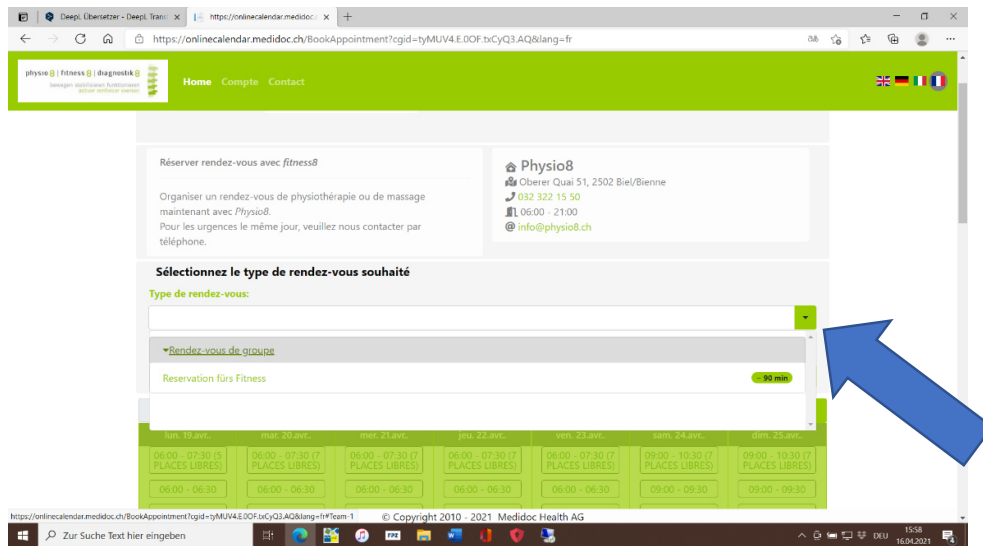 DeepL Übersetzer - DeepL Transl
https://onlinecalendar.medidoc.c
https://onlinecalendar.medidoc.ch/BookAppointment?cgid=tyMUV4.E.0OF.txCyQ3.AQ&lang=fr
physio 8 | fitness 8 | diagnostik 8
Home Compte Contact
Réserver rendez-vous avec fitness8
Organiser un rendez-vous de physiothérapie ou de massage
maintenant avec Physio8.
Pour les urgences le même jour, veuillez nous contacter par
téléphone.
Physio8
Oberer Quai 51, 2502 Biel/Bienne
032 322 15 50
06:00 - 21:00
info@physio8.ch
Sélectionnez le type de rendez-vous souhaité
Type de rendez-vous:
Rendez-vous de groupe
Reservation fürs Fitness
~ 90 min
lun. 19.avr.. mar. 20.avr.. mer. 21.avr.. jeu. 22.avr.. ven. 23.avr.. sam. 24.avr.. dim. 25.avr..
06:00 - 07:30 (5 06:00 - 07:30 (7 06:00 - 07:30 (7 06:00 - 07:30 (7 06:00 - 07:30 (7 09:00 - 10:30 (7 09:00 - 10:30 (7
PLACES LIBRES) PLACES LIBRES) PLACES LIBRES) PLACES LIBRES) PLACES LIBRES) PLACES LIBRES) PLACES LIBRES)
06:00 - 06:30 06:00 - 06:30 06:00 - 06:30 06:00 - 06:30 06:00 - 06:30 09:00 - 09:30 09:00 - 09:30
https://onlinecalendar.medidoc.ch/BookAppointment?cgid=tyMUV4.E.0OF.txCyQ3.AQ&lang=fr#Team-1
© Copyright 2010 - 2021 Medidoc Health AG
Zur Suche Text hier eingeben
DEU
15:58
16.04.2021